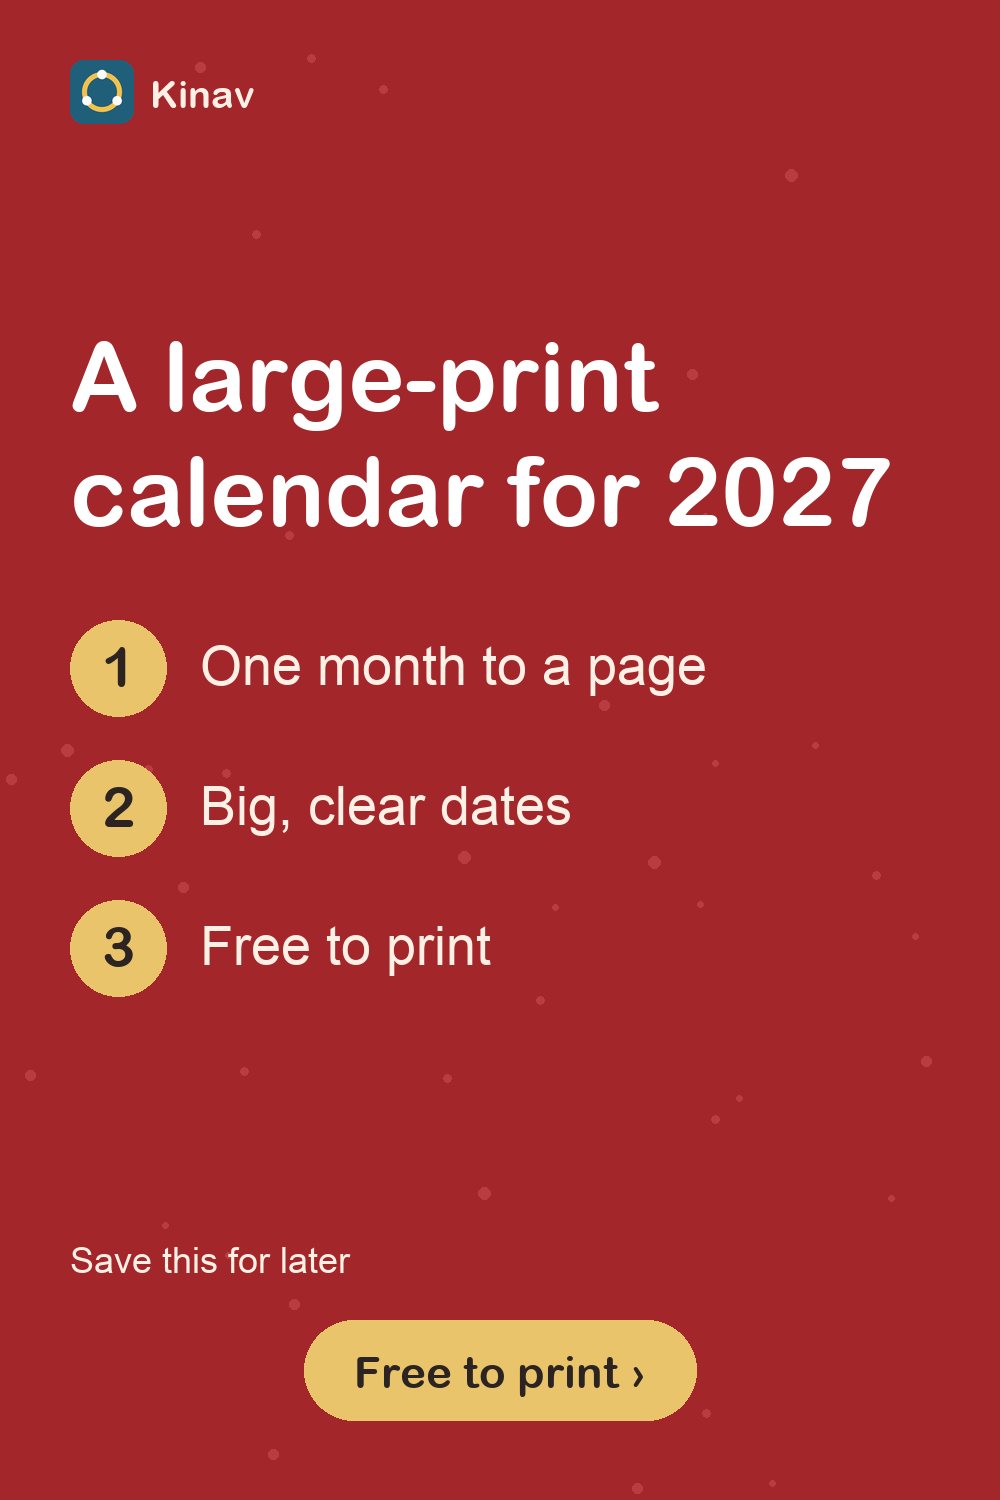 Kinav
A large-print
calendar for 2027
1 One month to a page
2 Big, clear dates
3 Free to print
Save this for later
Free to print ›